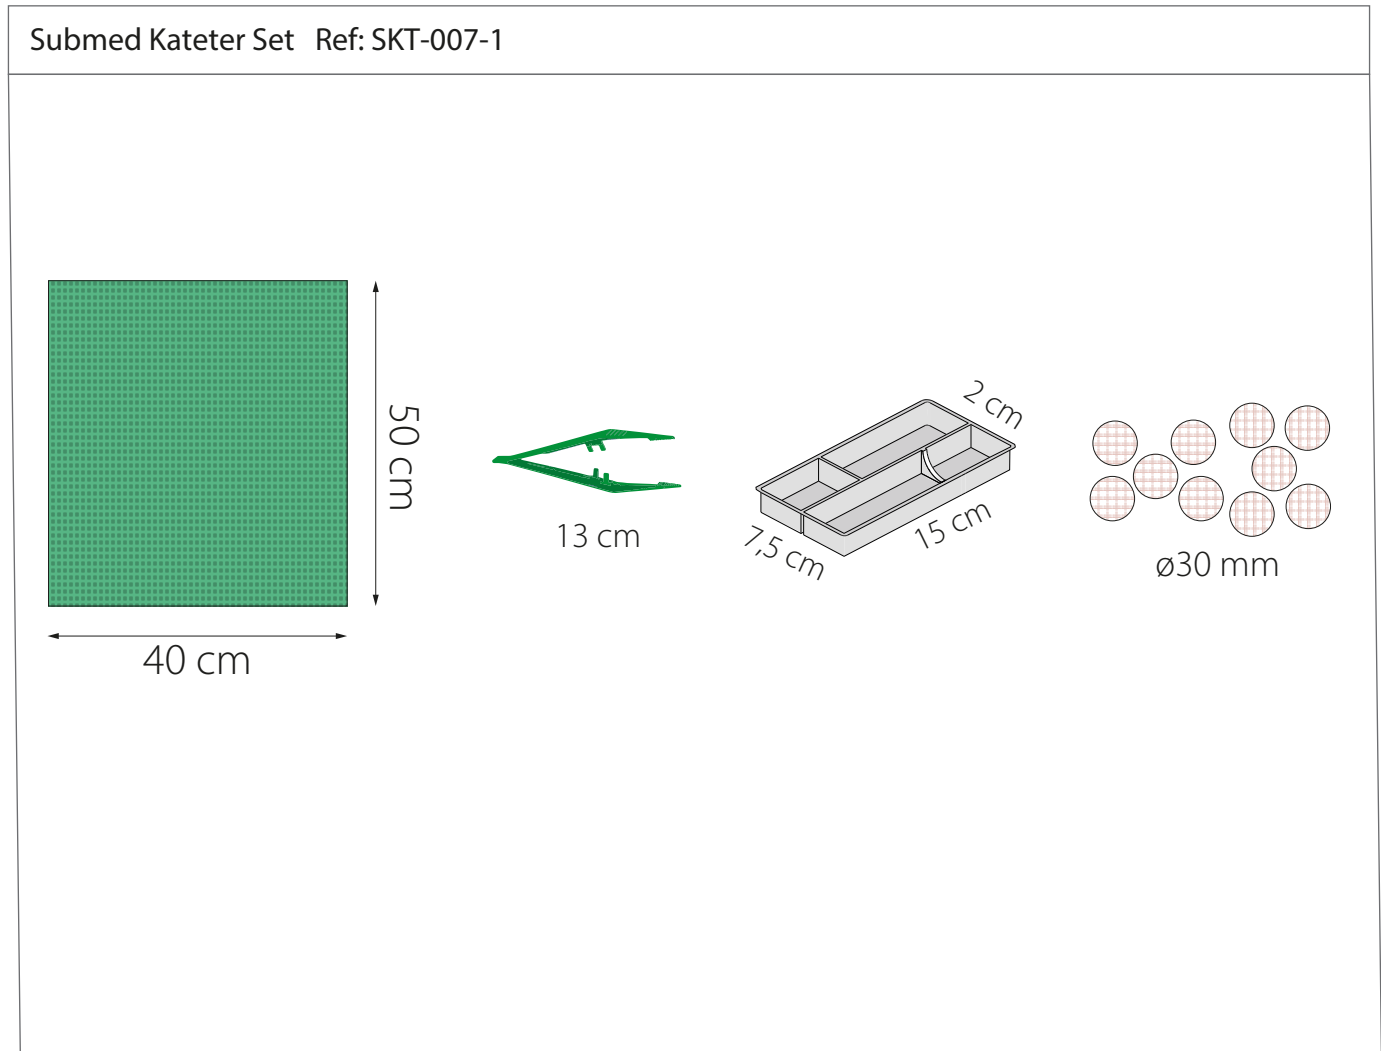 Submed Kateter Set   Ref: SKT-007-1
50 cm
40 cm
13 cm
2 cm
7,5 cm
15 cm
ø30 mm